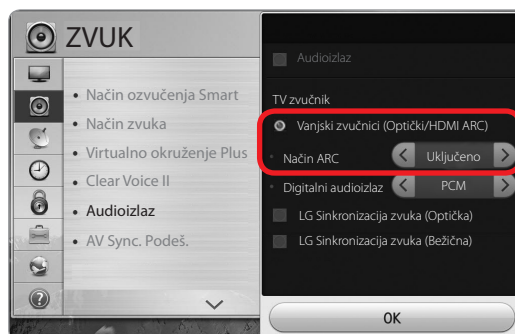 ZVUK
Način ozvučenja Smart
Način zvuka
Virtualno okruženje Plus
Clear Voice II
Audioizlaz
AV Sync. Podeš.
Audioizlaz
TV zvučnik
Vanjski zvučnici (Optički/HDMI ARC)
Način ARC < Uključeno >
Digitalni audioizlaz < PCM >
LG Sinkronizacija zvuka (Optička)
LG Sinkronizacija zvuka (Bežična)
OK